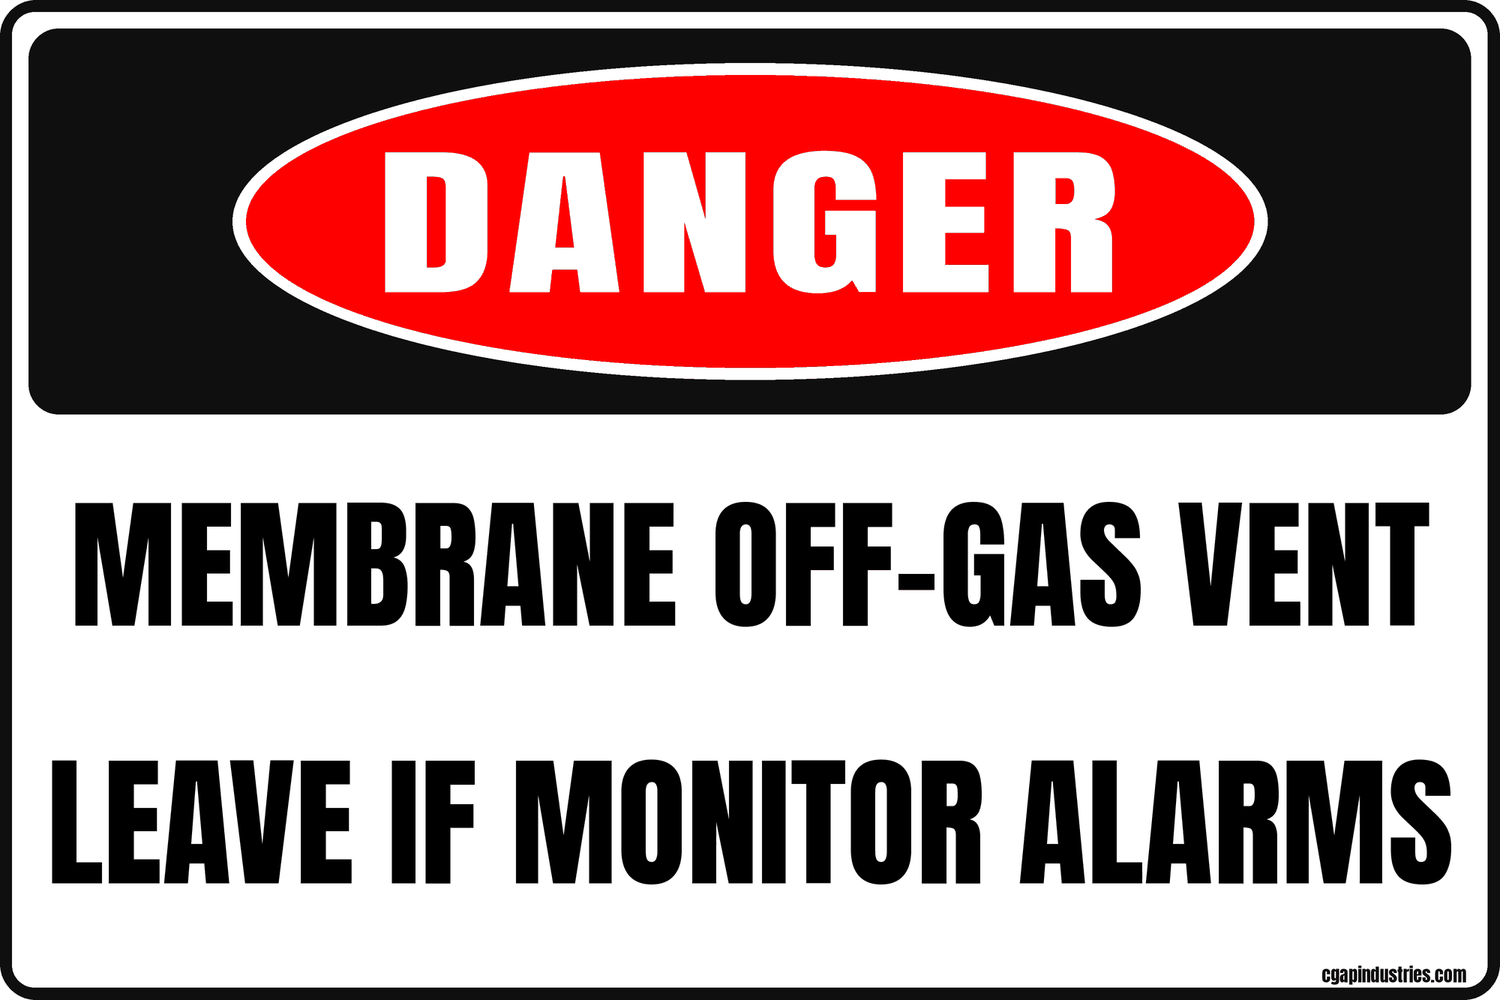 DANGER
MEMBRANE OFF-GAS VENT
LEAVE IF MONITOR ALARMS
cgapindustries.com